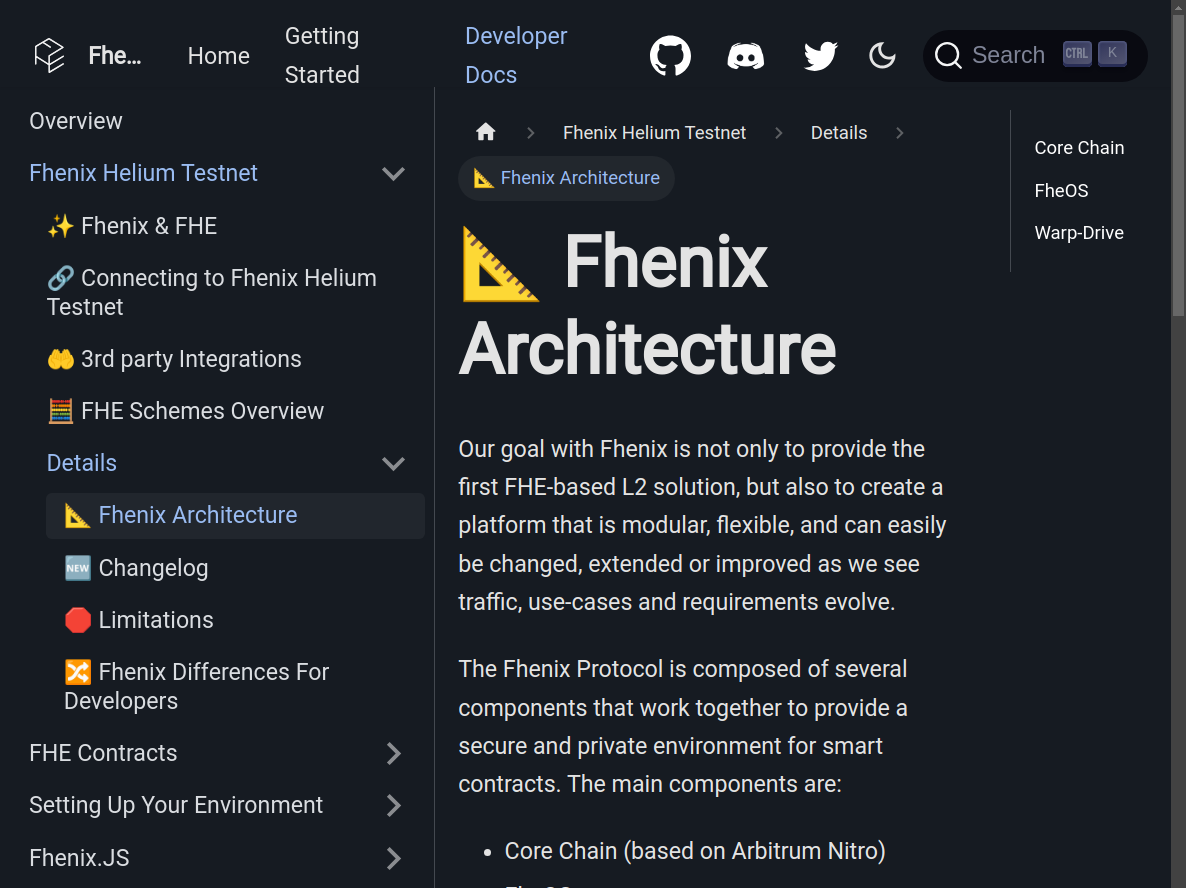 Fhe...
Home
Getting Started
Developer Docs
Search CTRL K
Overview
Fhenix Helium Testnet
✨ Fhenix & FHE
🔗 Connecting to Fhenix Helium
Testnet
🤲 3rd party Integrations
🧮 FHE Schemes Overview
Details
📐 Fhenix Architecture
🆕 Changelog
🛑 Limitations
🔀 Fhenix Differences For
Developers
FHE Contracts
Setting Up Your Environment
Fhenix.JS
Fhenix Helium Testnet
Details
📐 Fhenix Architecture
📐 Fhenix
Architecture
Our goal with Fhenix is not only to provide the
first FHE-based L2 solution, but also to create a
platform that is modular, flexible, and can easily
be changed, extended or improved as we see
traffic, use-cases and requirements evolve.
The Fhenix Protocol is composed of several
components that work together to provide a
secure and private environment for smart
contracts. The main components are:
• Core Chain (based on Arbitrum Nitro)
Core Chain
FheOS
Warp-Drive